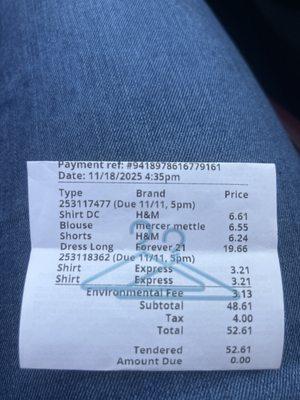 Payment ref: #9418978616779161
Date: 11/18/2025 4:35pm
Type Brand Price
253117477 (Due 11/11, 5pm)
Shirt DC H&M 6.61
Blouse mercer mettle 6.55
Shorts H&M 6.24
Dress Long Forever 21 19.66
253118362 (Due 11/11, 5pm)
Shirt Express 3.21
Shirt Express 3.21
Environmental Fee 3.13
Subtotal 48.61
Tax 4.00
Total 52.61
Tendered 52.61
Amount Due 0.00